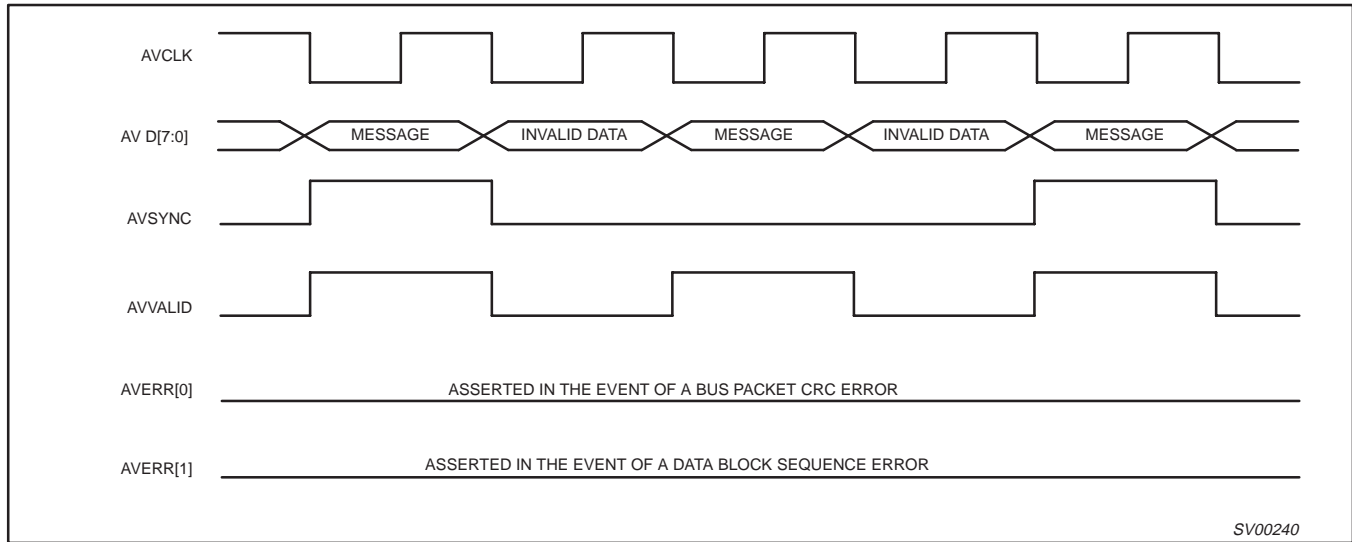 AVCLK
AV D[7:0] MESSAGE INVALID DATA MESSAGE INVALID DATA MESSAGE
AVSYNC
AVVALID
AVERR[0] ASSERTED IN THE EVENT OF A BUS PACKET CRC ERROR
AVERR[1] ASSERTED IN THE EVENT OF A DATA BLOCK SEQUENCE ERROR
SV00240